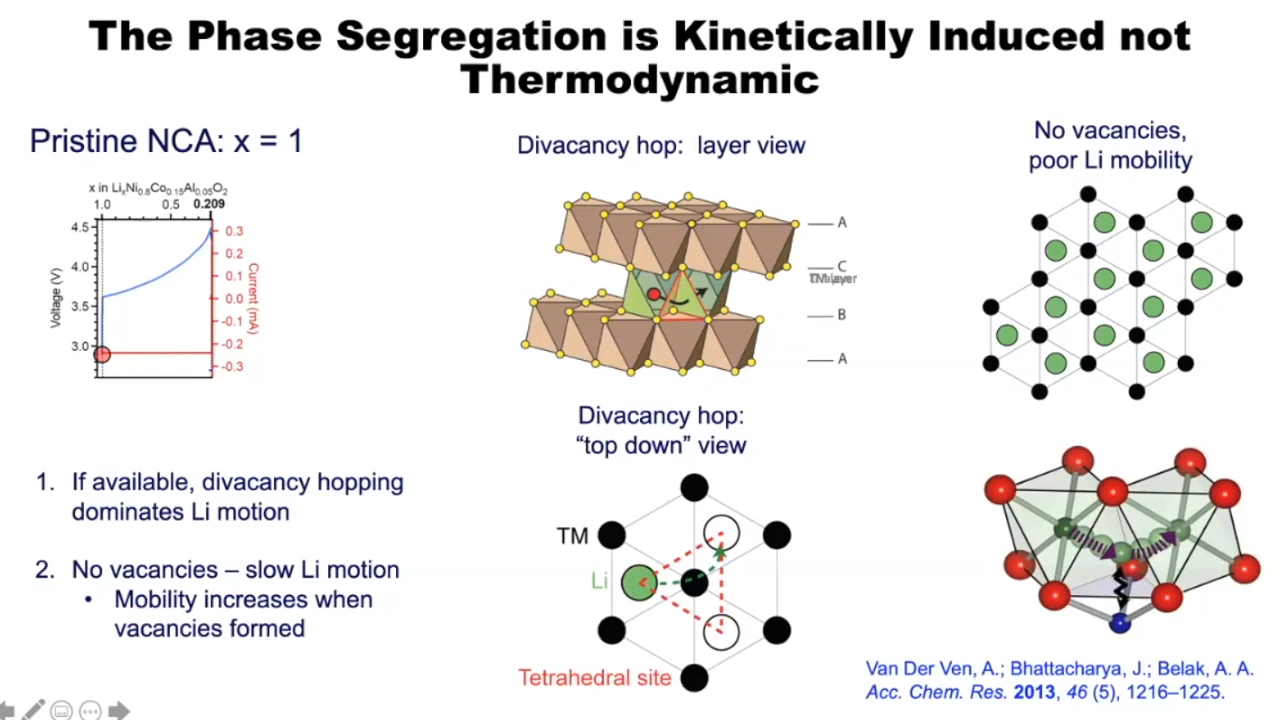 The Phase Segregation is Kinetically Induced not
Thermodynamic
Pristine NCA: x = 1
x in LiₓNi₀.₈Co₀.₁₅Al₀.₀₅O₂
1.0 0.5 0.209
4.5
4.0
3.5
3.0
Voltage (V)
0.3
0.2
0.1
0.0
-0.1
-0.2
-0.3
Current (mA)
1. If available, divacancy hopping
dominates Li motion
2. No vacancies – slow Li motion
• Mobility increases when
vacancies formed
Divacancy hop: layer view
A
C
B
A
Divacancy hop:
“top down” view
TM
Li
Tetrahedral site
No vacancies,
poor Li mobility
Van Der Ven, A.; Bhattacharya, J.; Belak, A. A.
Acc. Chem. Res. 2013, 46 (5), 1216–1225.